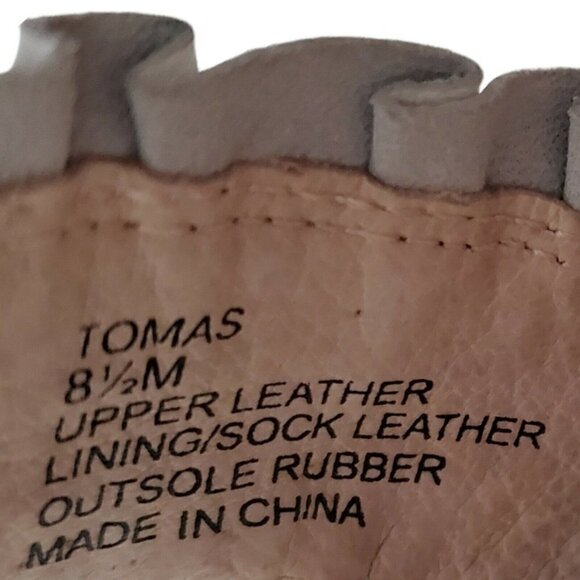 TOMAS
8½M
UPPER LEATHER
LINING/SOCK LEATHER
OUTSOLE RUBBER
MADE IN CHINA